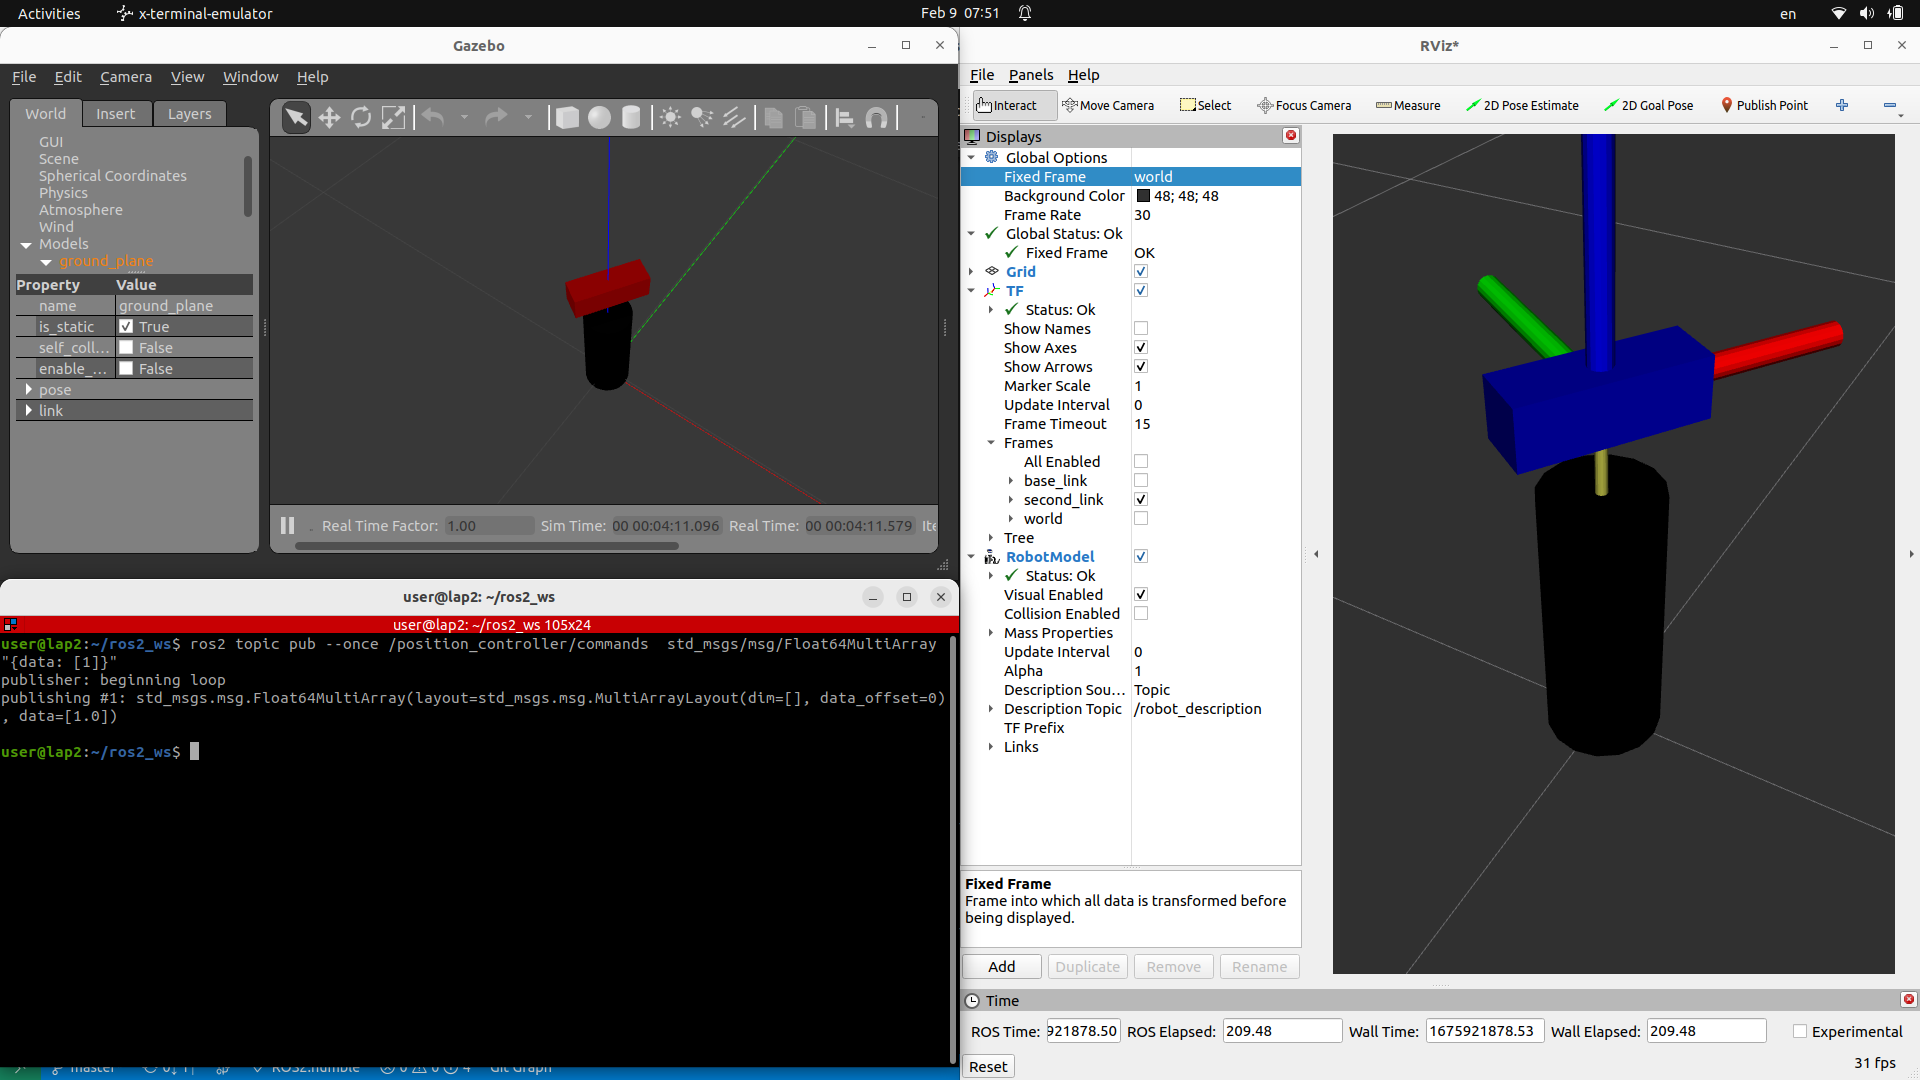 Activities
x-terminal-emulator
Feb 9 07:51
en
Gazebo
File Edit Camera View Window Help
World Insert Layers
GUI
Scene
Spherical Coordinates
Physics
Atmosphere
Wind
Models
ground_plane
Property Value
name ground_plane
is_static True
self_coll... False
enable_... False
pose
link
Real Time Factor: 1.00 Sim Time: 00 00:04:11.096 Real Time: 00 00:04:11.579 Ite
user@lap2: ~/ros2_ws
user@lap2: ~/ros2_ws 105x24
user@lap2:~/ros2_ws$ ros2 topic pub --once /position_controller/commands  std_msgs/msg/Float64MultiArray
"{data: [1]}"
publisher: beginning loop
publishing #1: std_msgs.msg.Float64MultiArray(layout=std_msgs.msg.MultiArrayLayout(dim=[], data_offset=0)
, data=[1.0])
user@lap2:~/ros2_ws$
master ROS2.humble Git Graph
RViz*
File Panels Help
Interact Move Camera Select Focus Camera Measure 2D Pose Estimate 2D Goal Pose Publish Point
Displays
Global Options
Fixed Frame world
Background Color 48; 48; 48
Frame Rate 30
Global Status: Ok
Fixed Frame OK
Grid
TF
Status: Ok
Show Names
Show Axes
Show Arrows
Marker Scale 1
Update Interval 0
Frame Timeout 15
Frames
All Enabled
base_link
second_link
world
Tree
RobotModel
Status: Ok
Visual Enabled
Collision Enabled
Mass Properties
Update Interval 0
Alpha 1
Description Sou... Topic
Description Topic /robot_description
TF Prefix
Links
Fixed Frame
Frame into which all data is transformed before
being displayed.
Add Duplicate Remove Rename
Time
ROS Time: 921878.50 ROS Elapsed: 209.48 Wall Time: 1675921878.53 Wall Elapsed: 209.48 Experimental
Reset
31 fps